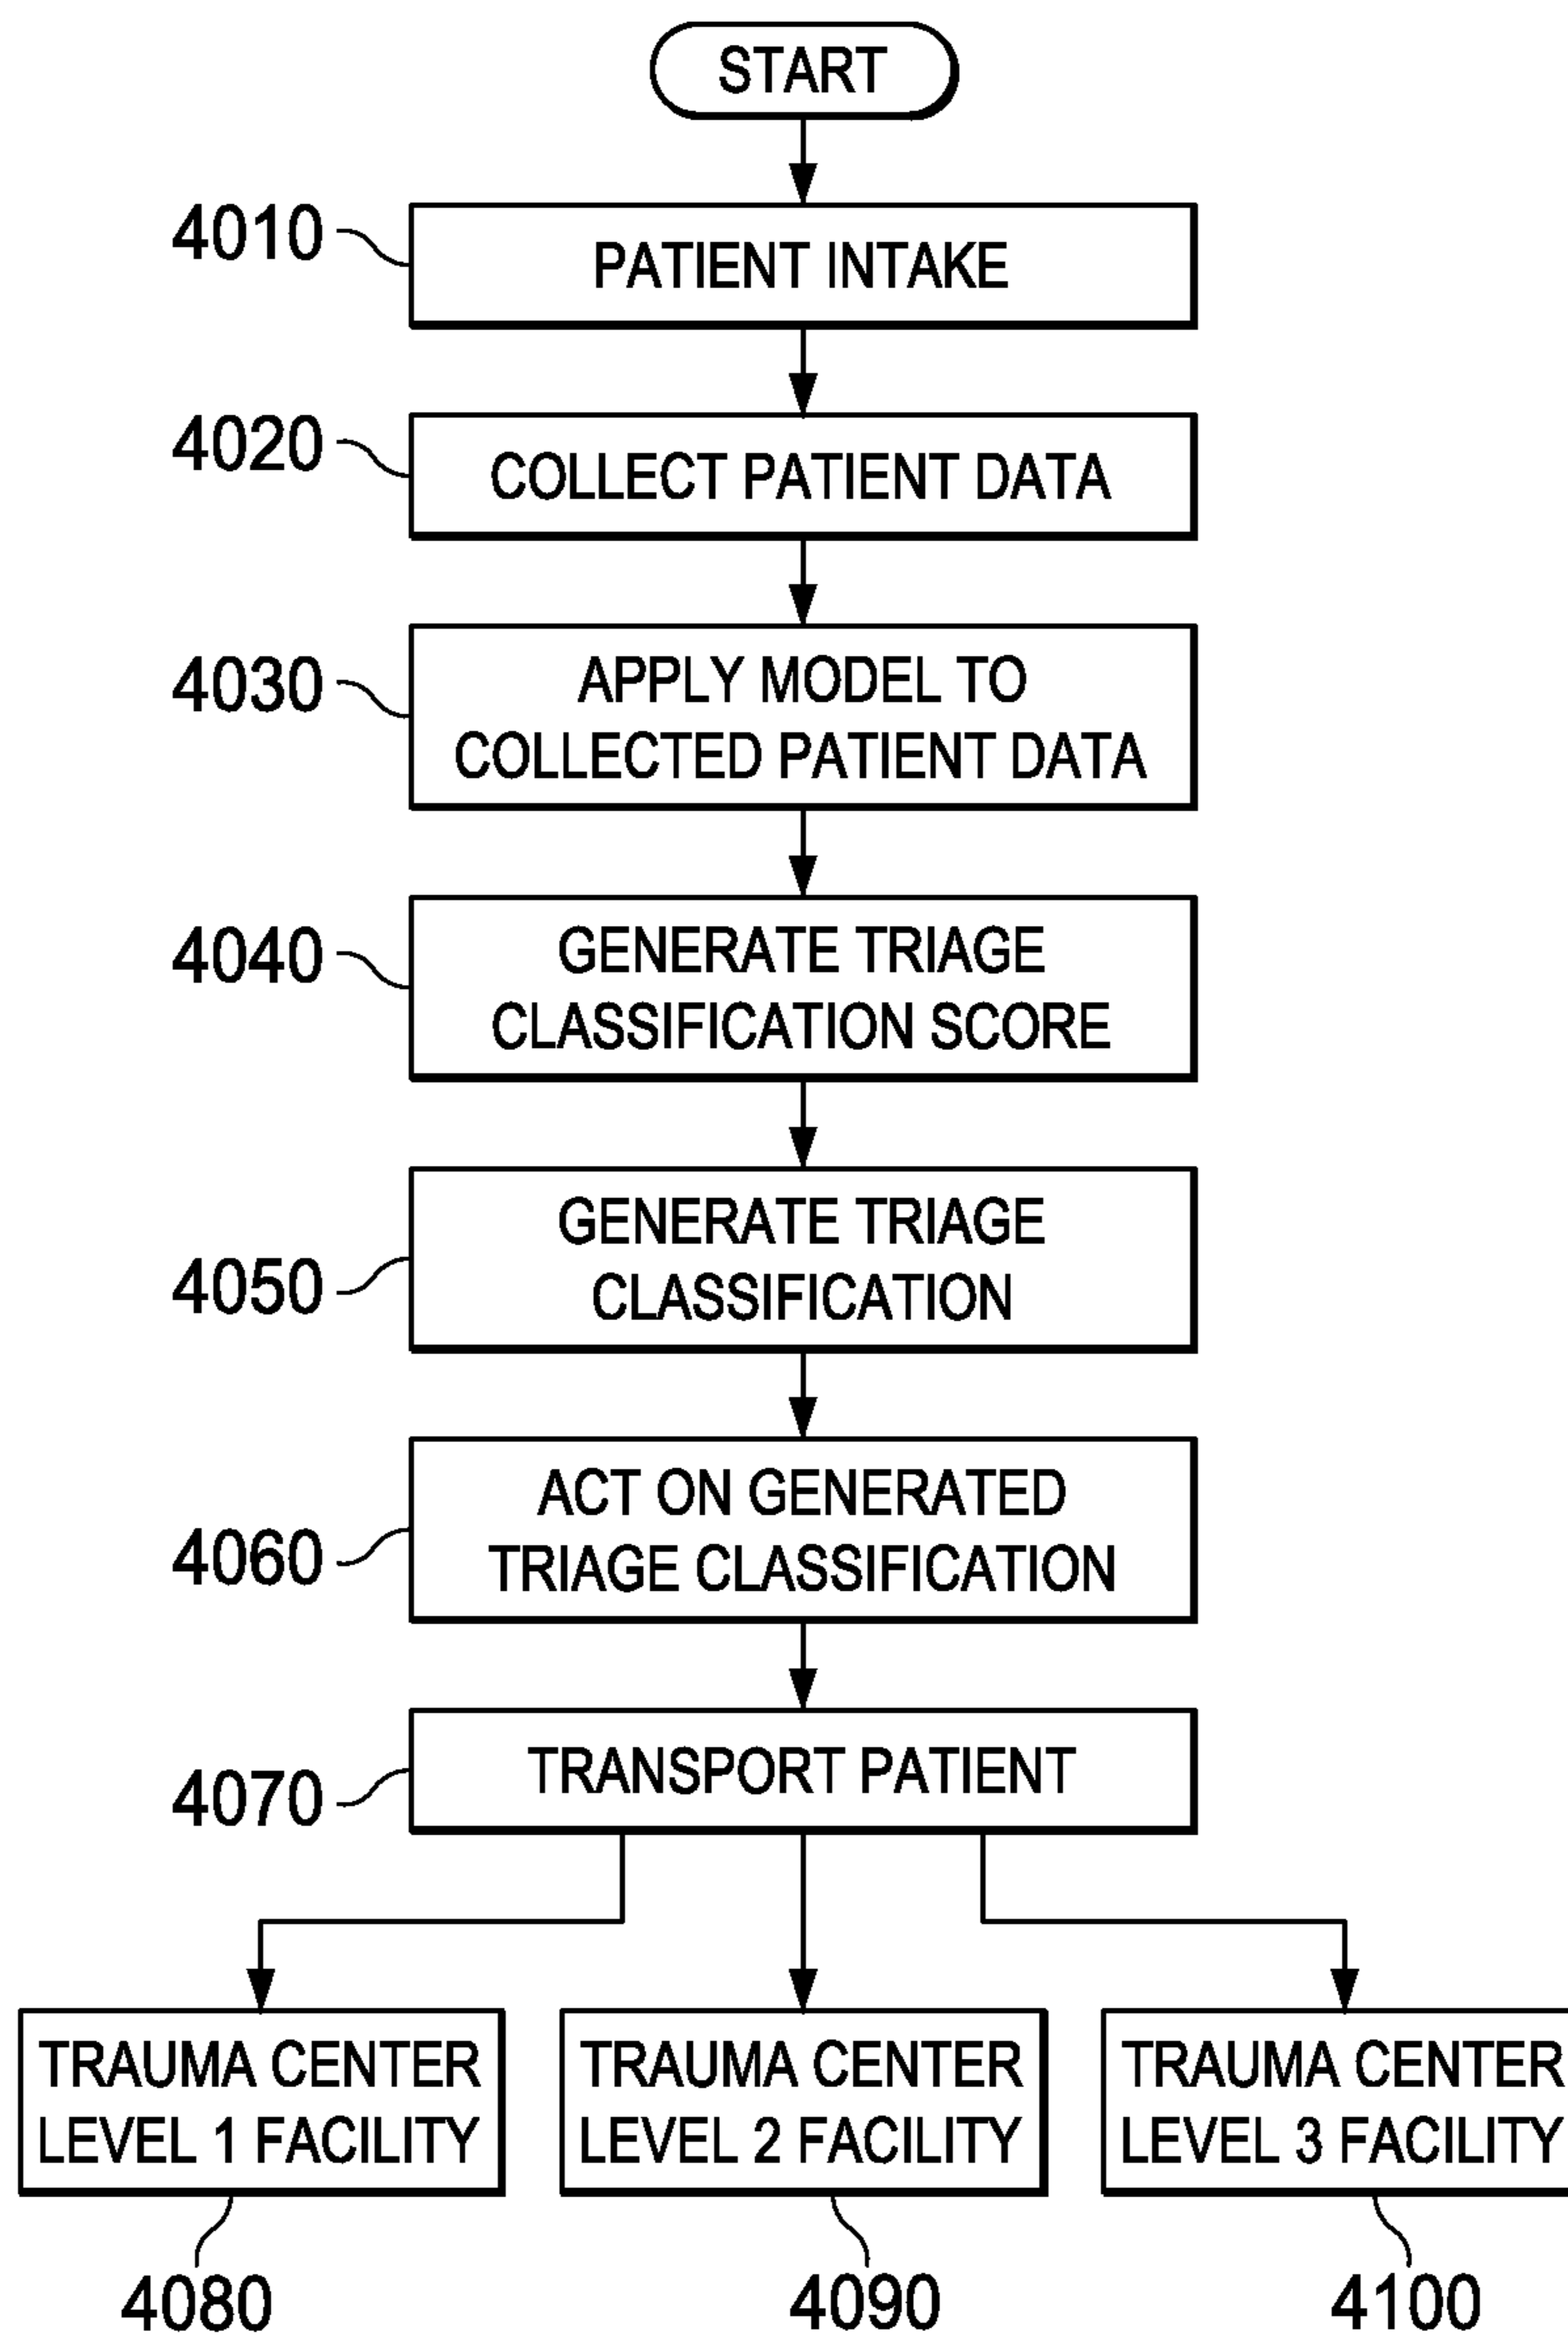 START
4010
PATIENT INTAKE
4020
COLLECT PATIENT DATA
4030
APPLY MODEL TO
COLLECTED PATIENT DATA
4040
GENERATE TRIAGE
CLASSIFICATION SCORE
4050
GENERATE TRIAGE
CLASSIFICATION
4060
ACT ON GENERATED
TRIAGE CLASSIFICATION
4070
TRANSPORT PATIENT
TRAUMA CENTER
LEVEL 1 FACILITY
TRAUMA CENTER
LEVEL 2 FACILITY
TRAUMA CENTER
LEVEL 3 FACILITY
4080
4090
4100